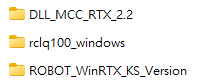 DLL_MCC_RTX_2.2
rclq100_windows
ROBOT_WinRTX_KS_Version